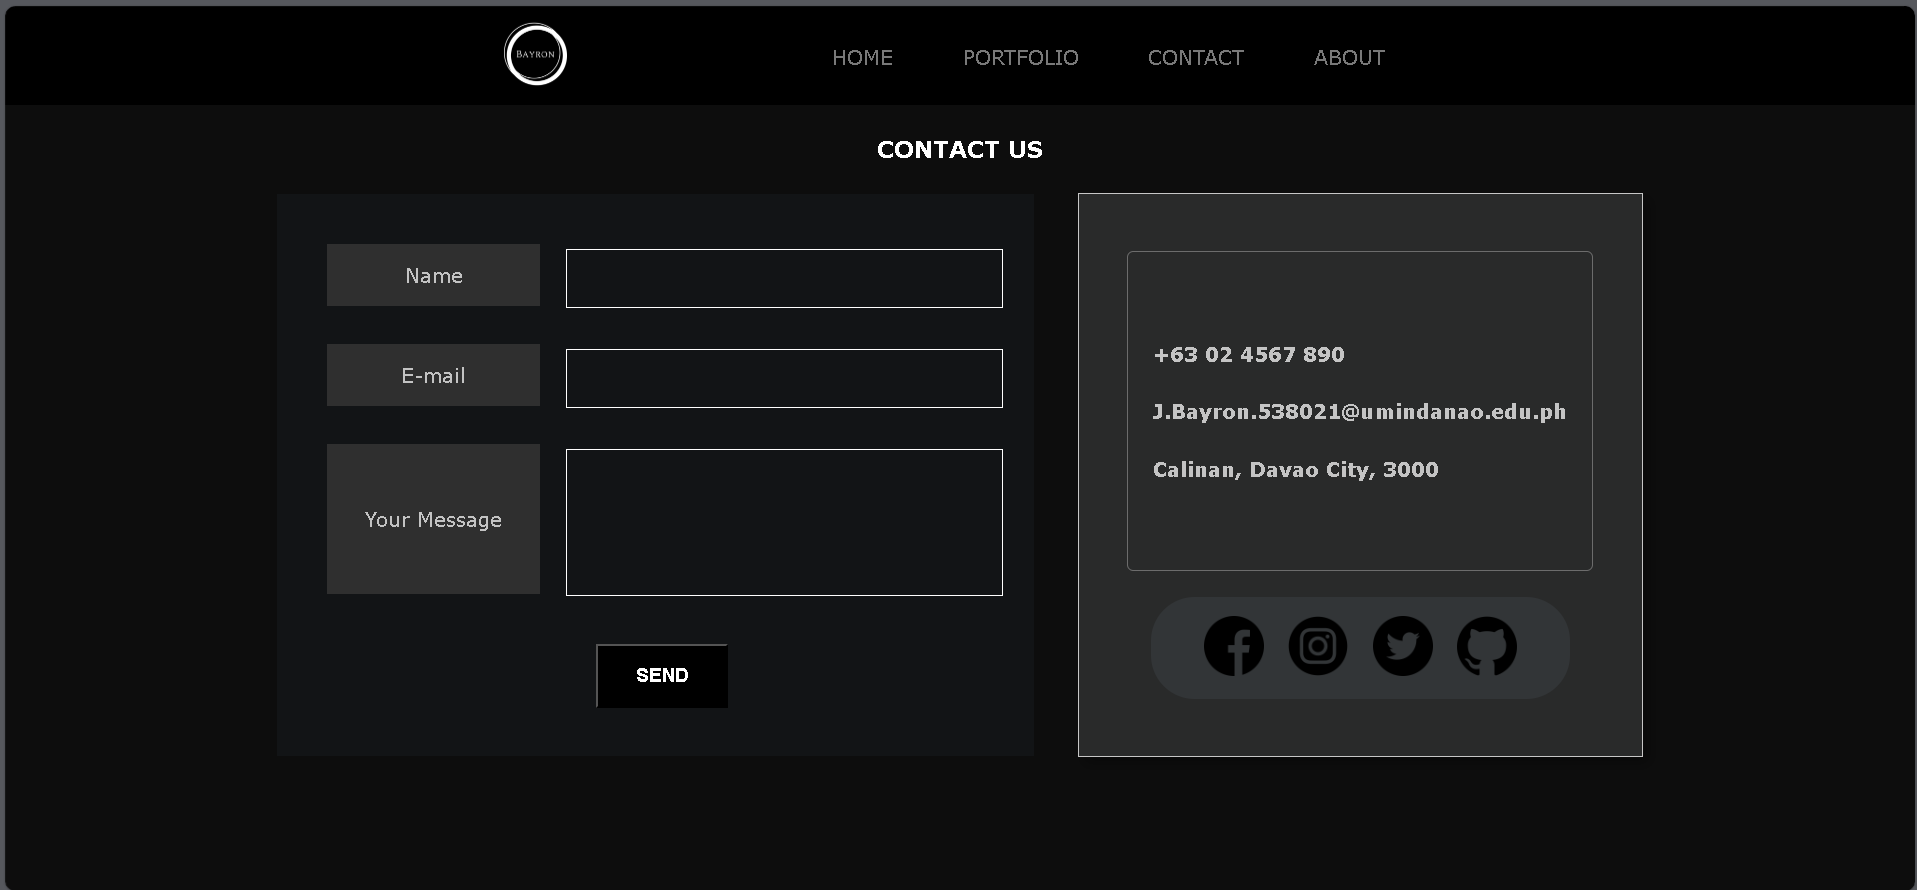 BAYRON
HOME
PORTFOLIO
CONTACT
ABOUT
CONTACT US
Name
E-mail
Your Message
SEND
+63 02 4567 890
J.Bayron.538021@umindanao.edu.ph
Calinan, Davao City, 3000